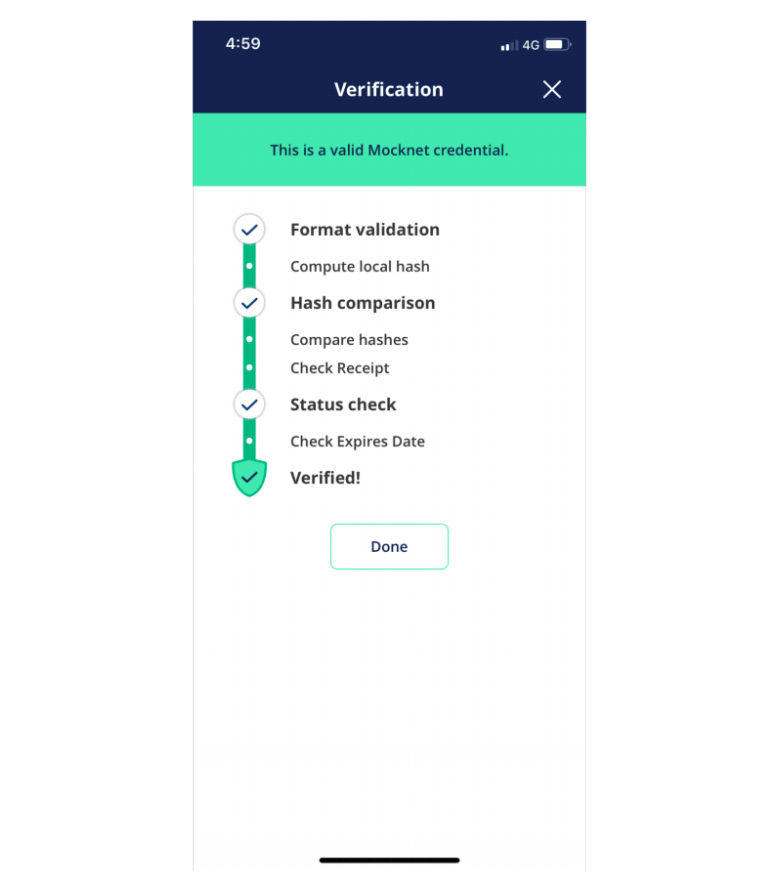 4:59
4G
Verification
This is a valid Mocknet credential.
Format validation
Compute local hash
Hash comparison
Compare hashes
Check Receipt
Status check
Check Expires Date
Verified!
Done